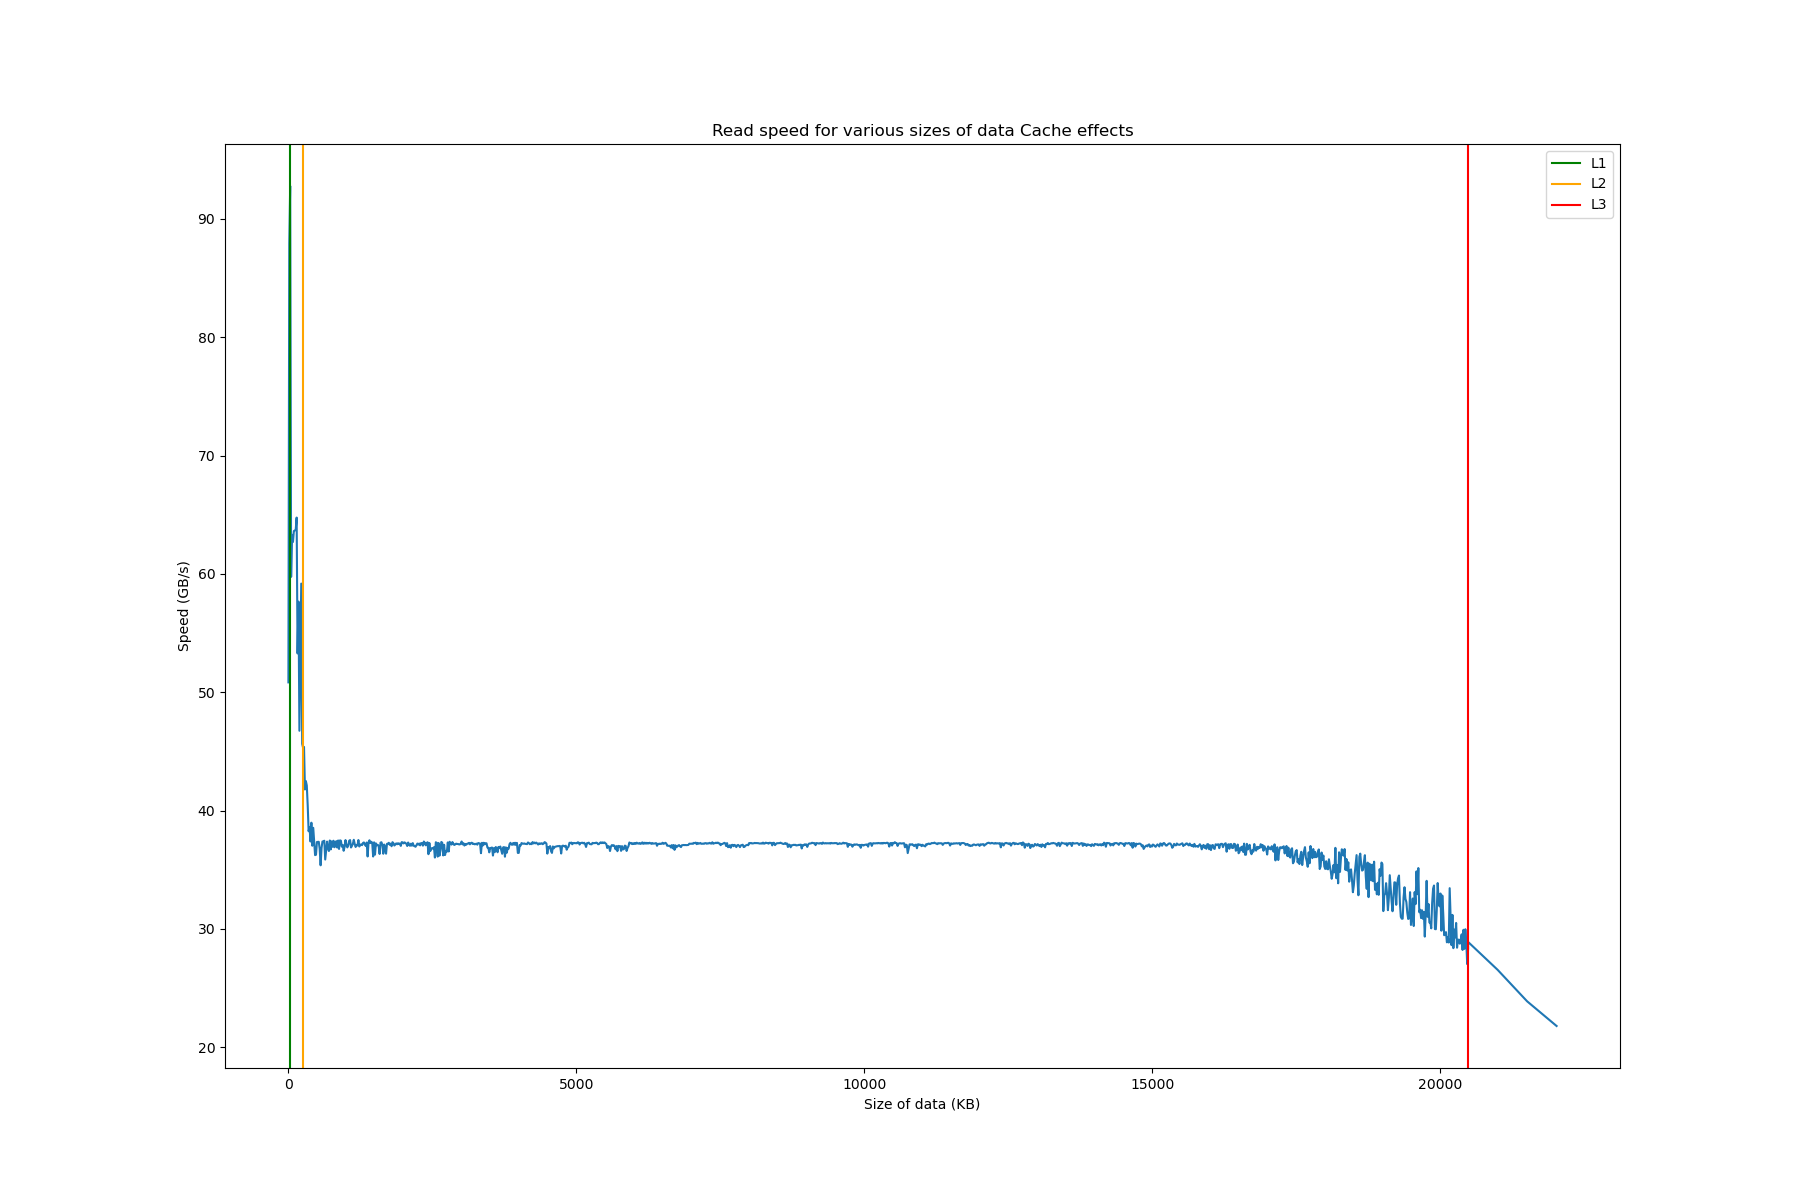 Read speed for various sizes of data Cache effects
L1
L2
L3
90
80
70
60
50
40
30
20
Speed (GB/s)
0 5000 10000 15000 20000
Size of data (KB)